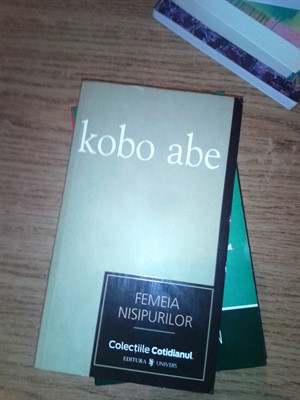 kobo abe
FEMEIA
NISIPURILOR
Colecțiile Cotidianul
EDITURA UNIVERS